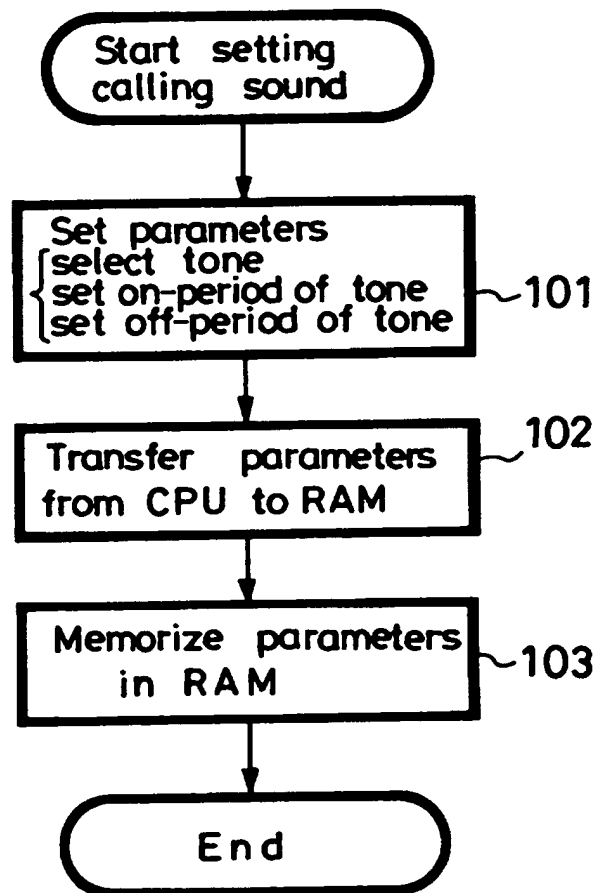 Start setting
calling sound
Set parameters
select tone
set on-period of tone
set off-period of tone
101
Transfer parameters
from CPU to RAM
102
Memorize parameters
in RAM
103
End